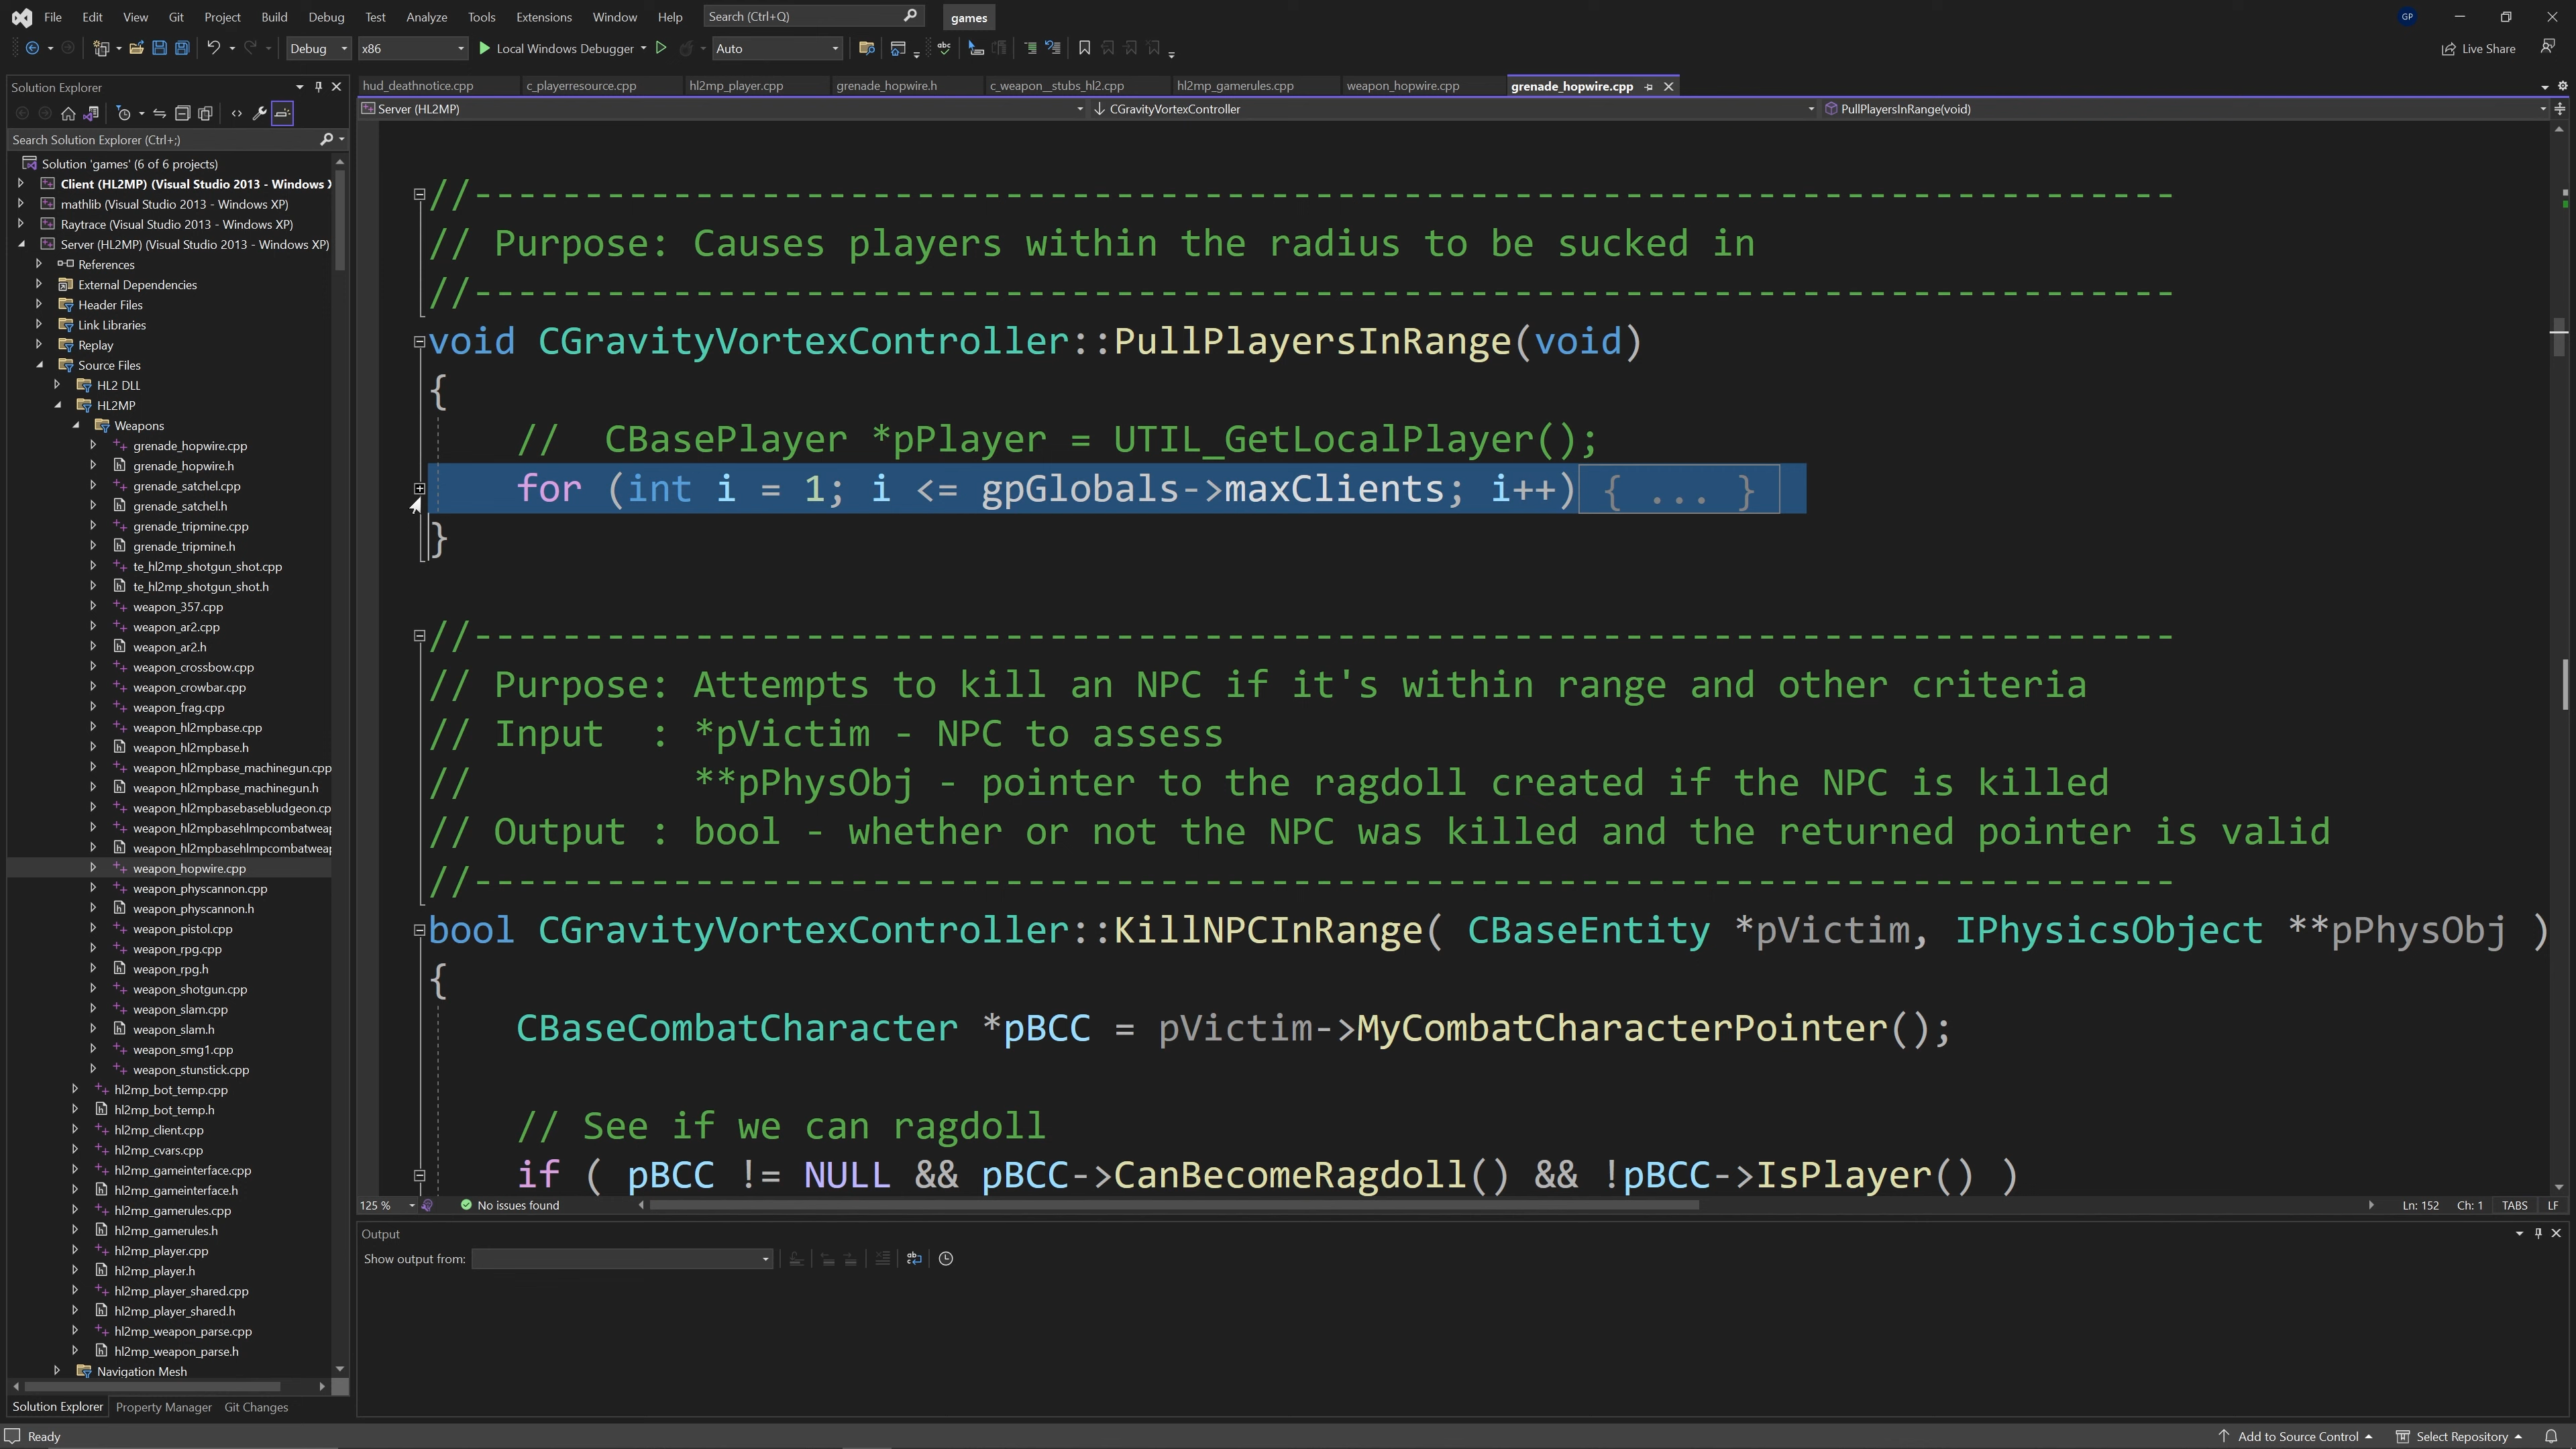 File Edit View Git Project Build Debug Test Analyze Tools Extensions Window Help Search (Ctrl+Q) games GP
Debug x86 Local Windows Debugger Auto Live Share
Solution Explorer
hud_deathnotice.cpp c_playerresource.cpp hl2mp_player.cpp grenade_hopwire.h c_weapon__stubs_hl2.cpp hl2mp_gamerules.cpp weapon_hopwire.cpp grenade_hopwire.cpp
Server (HL2MP) CGravityVortexController PullPlayersInRange(void)
Search Solution Explorer (Ctrl+;)
Solution 'games' (6 of 6 projects)
Client (HL2MP) (Visual Studio 2013 - Windows
mathlib (Visual Studio 2013 - Windows XP)
Raytrace (Visual Studio 2013 - Windows XP)
Server (HL2MP) (Visual Studio 2013 - Windows XP)
References
External Dependencies
Header Files
Link Libraries
Replay
Source Files
HL2 DLL
HL2MP
Weapons
grenade_hopwire.cpp
grenade_hopwire.h
grenade_satchel.cpp
grenade_satchel.h
grenade_tripmine.cpp
grenade_tripmine.h
te_hl2mp_shotgun_shot.cpp
te_hl2mp_shotgun_shot.h
weapon_357.cpp
weapon_ar2.cpp
weapon_ar2.h
weapon_crossbow.cpp
weapon_crowbar.cpp
weapon_frag.cpp
weapon_hl2mpbase.cpp
weapon_hl2mpbase.h
weapon_hl2mpbase_machinegun.cpp
weapon_hl2mpbase_machinegun.h
weapon_hl2mpbasebasebludgeon.cp
weapon_hl2mpbasehlmpcombatweap
weapon_hl2mpbasehlmpcombatweap
weapon_hopwire.cpp
weapon_physcannon.cpp
weapon_physcannon.h
weapon_pistol.cpp
weapon_rpg.cpp
weapon_rpg.h
weapon_shotgun.cpp
weapon_slam.cpp
weapon_slam.h
weapon_smg1.cpp
weapon_stunstick.cpp
hl2mp_bot_temp.cpp
hl2mp_bot_temp.h
hl2mp_client.cpp
hl2mp_cvars.cpp
hl2mp_gameinterface.cpp
hl2mp_gameinterface.h
hl2mp_gamerules.cpp
hl2mp_gamerules.h
hl2mp_player.cpp
hl2mp_player.h
hl2mp_player_shared.cpp
hl2mp_player_shared.h
hl2mp_weapon_parse.cpp
hl2mp_weapon_parse.h
Navigation Mesh
Solution Explorer Property Manager Git Changes
//-----------------------------------------------------------------------------
// Purpose: Causes players within the radius to be sucked in
//-----------------------------------------------------------------------------
void CGravityVortexController::PullPlayersInRange(void)
{
// CBasePlayer *pPlayer = UTIL_GetLocalPlayer();
for (int i = 1; i <= gpGlobals->maxClients; i++) { ... }
}
//-----------------------------------------------------------------------------
// Purpose: Attempts to kill an NPC if it's within range and other criteria
// Input : *pVictim - NPC to assess
// **pPhysObj - pointer to the ragdoll created if the NPC is killed
// Output : bool - whether or not the NPC was killed and the returned pointer is valid
//-----------------------------------------------------------------------------
bool CGravityVortexController::KillNPCInRange( CBaseEntity *pVictim, IPhysicsObject **pPhysObj )
{
CBaseCombatCharacter *pBCC = pVictim->MyCombatCharacterPointer();
// See if we can ragdoll
if ( pBCC != NULL && pBCC->CanBecomeRagdoll() && !pBCC->IsPlayer() )
125 % No issues found Ln: 152 Ch: 1 TABS LF
Output
Show output from:
Ready Add to Source Control Select Repository